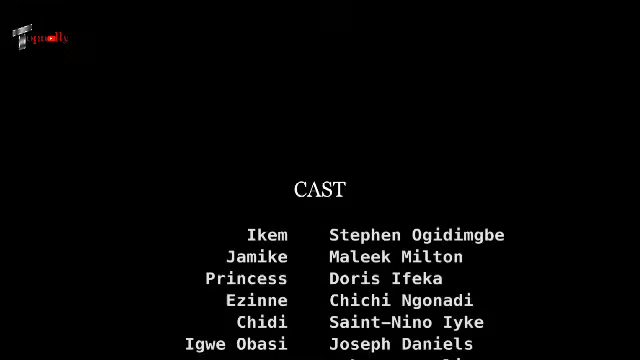 CAST
Ikem Stephen Ogidimgbe
Jamike Maleek Milton
Princess Doris Ifeka
Ezinne Chichi Ngonadi
Chidi Saint-Nino Iyke
Igwe Obasi Joseph Daniels